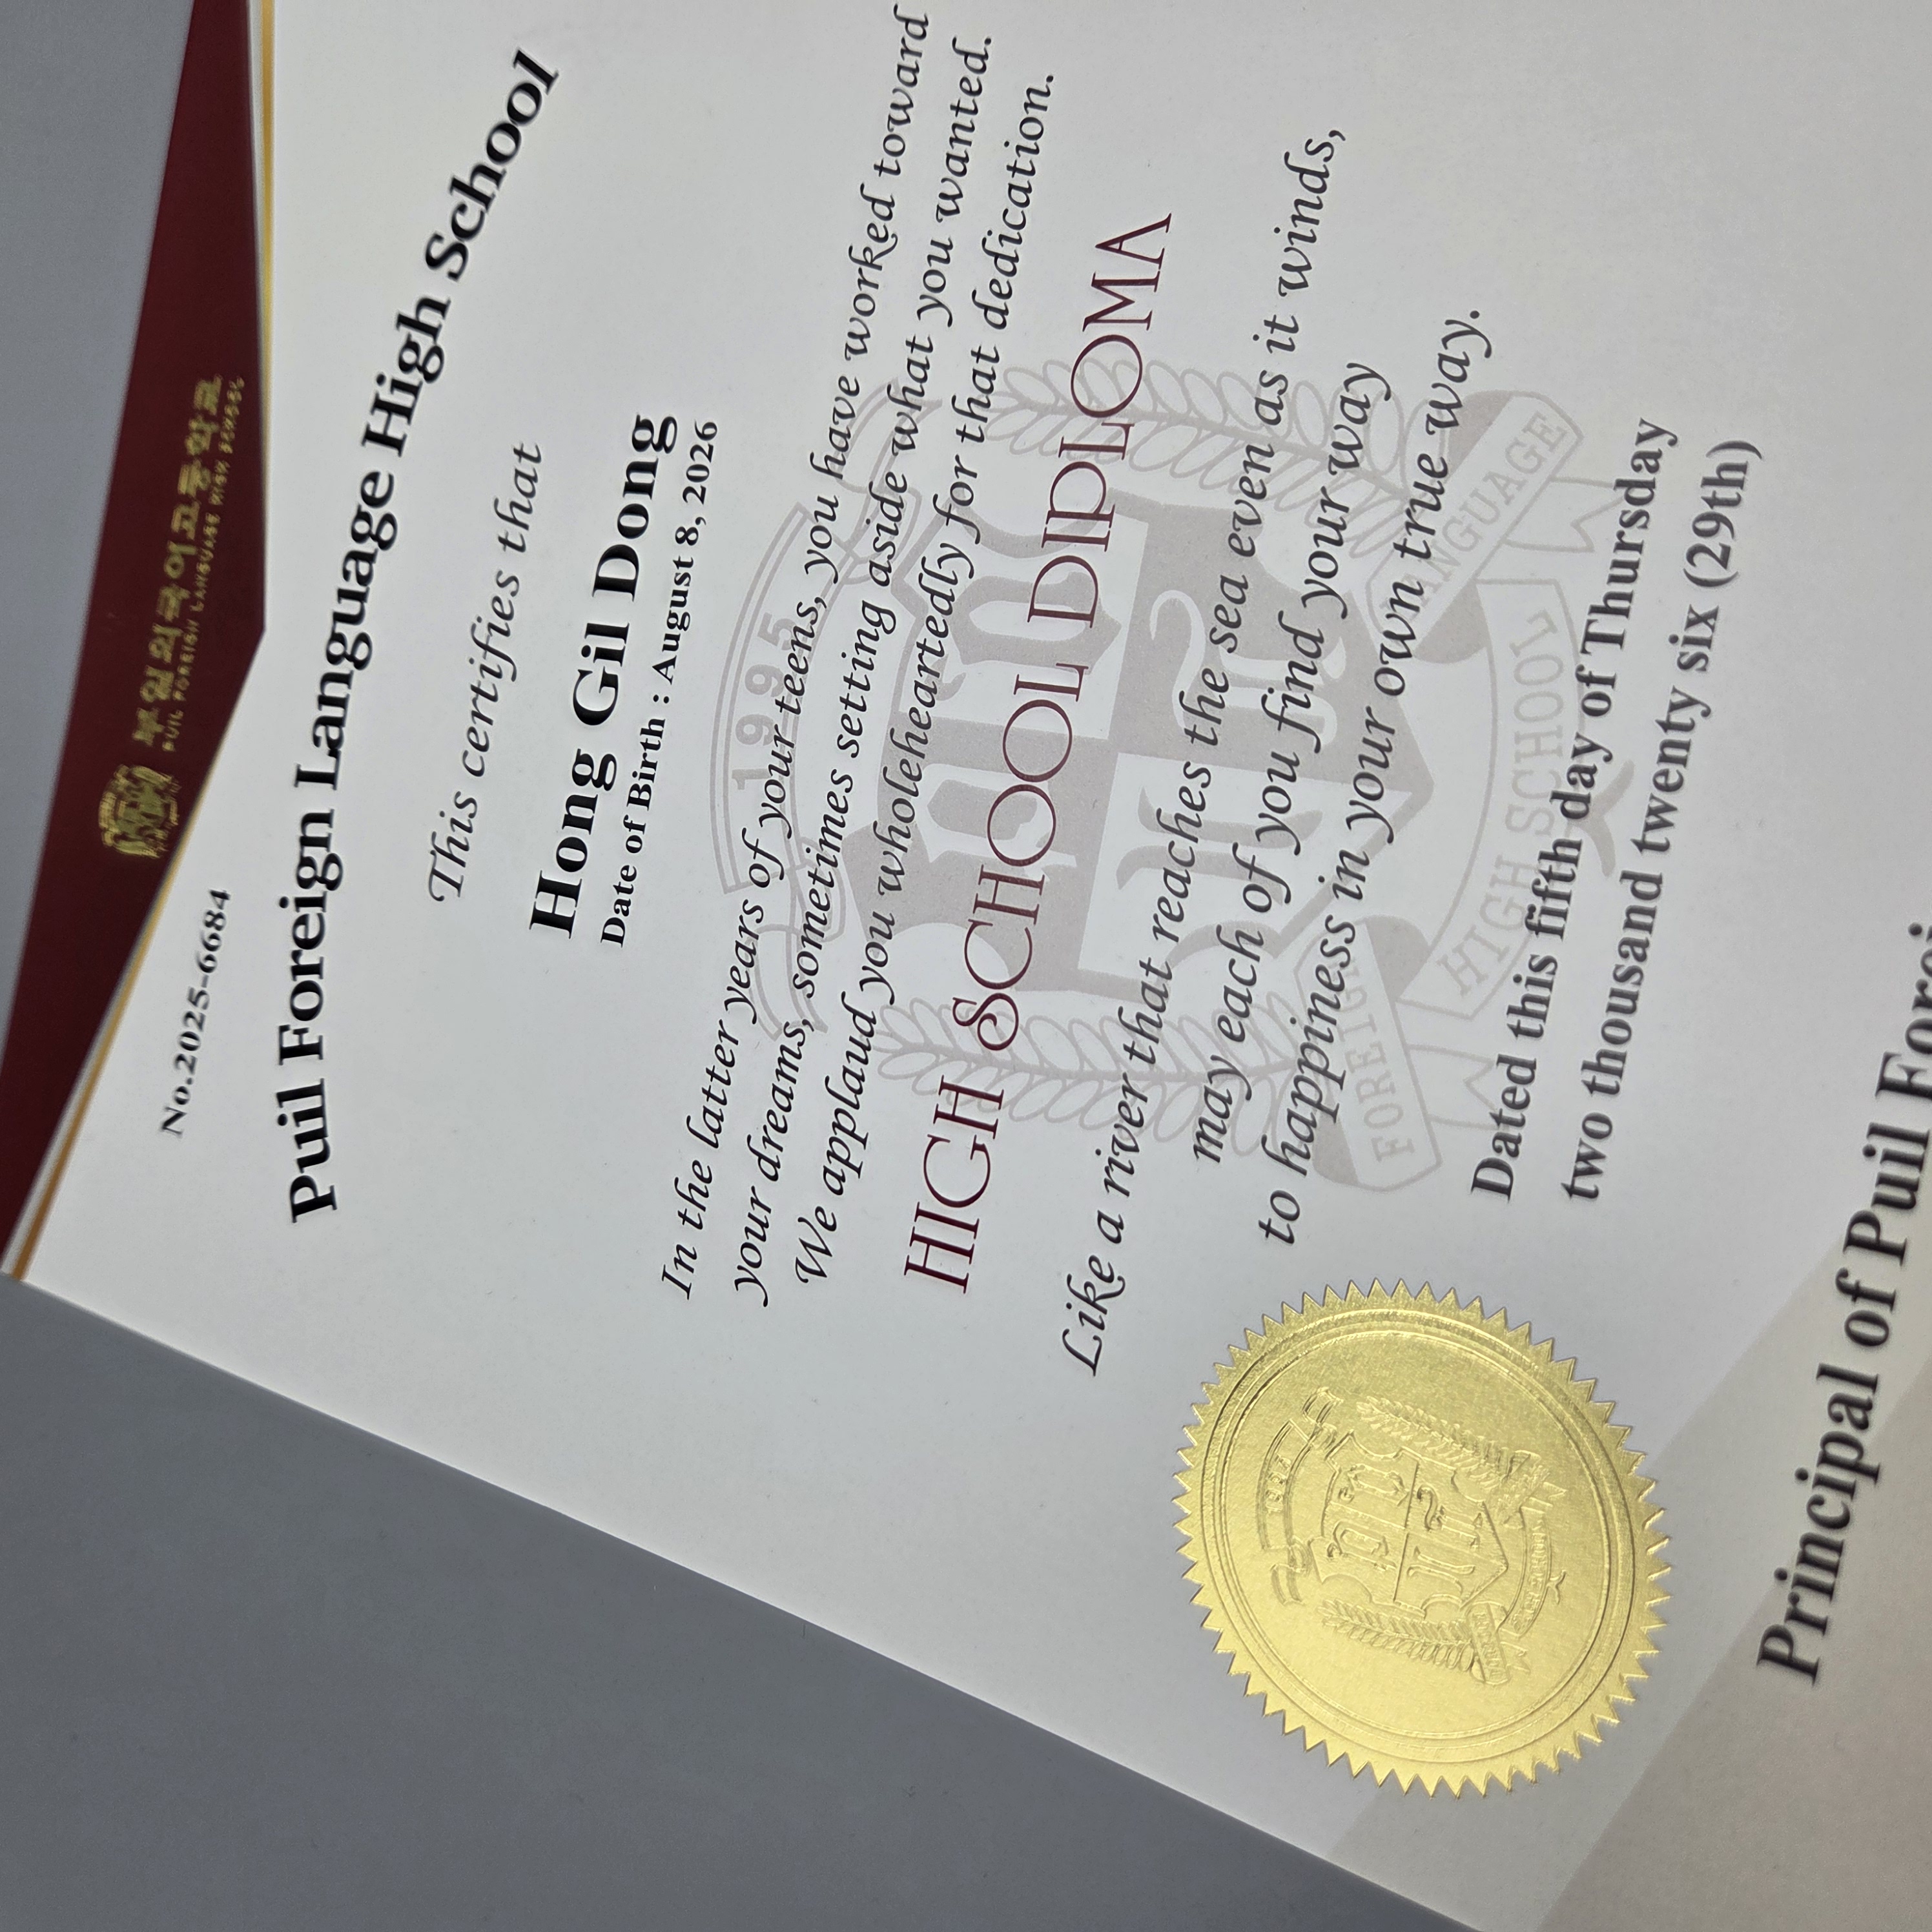 부일외국어고등학교
PUIL FOREIGN LANGUAGE HIGH SCHOOL
No.2025-6684
Puil Foreign Language High School
This certifies that
Hong Gil Dong
Date of Birth : August 8, 2026
In the latter years of your teens, you have worked toward
your dreams, sometimes setting aside what you wanted.
We applaud you wholeheartedly for that dedication.
HIGH SCHOOL DIPLOMA
Like a river that reaches the sea even as it winds,
may each of you find your way
to happiness in your own true way.
1995
FOREIGN
LANGUAGE
HIGH SCHOOL
Dated this fifth day of Thursday
two thousand twenty six (29th)
Principal of Puil Forei